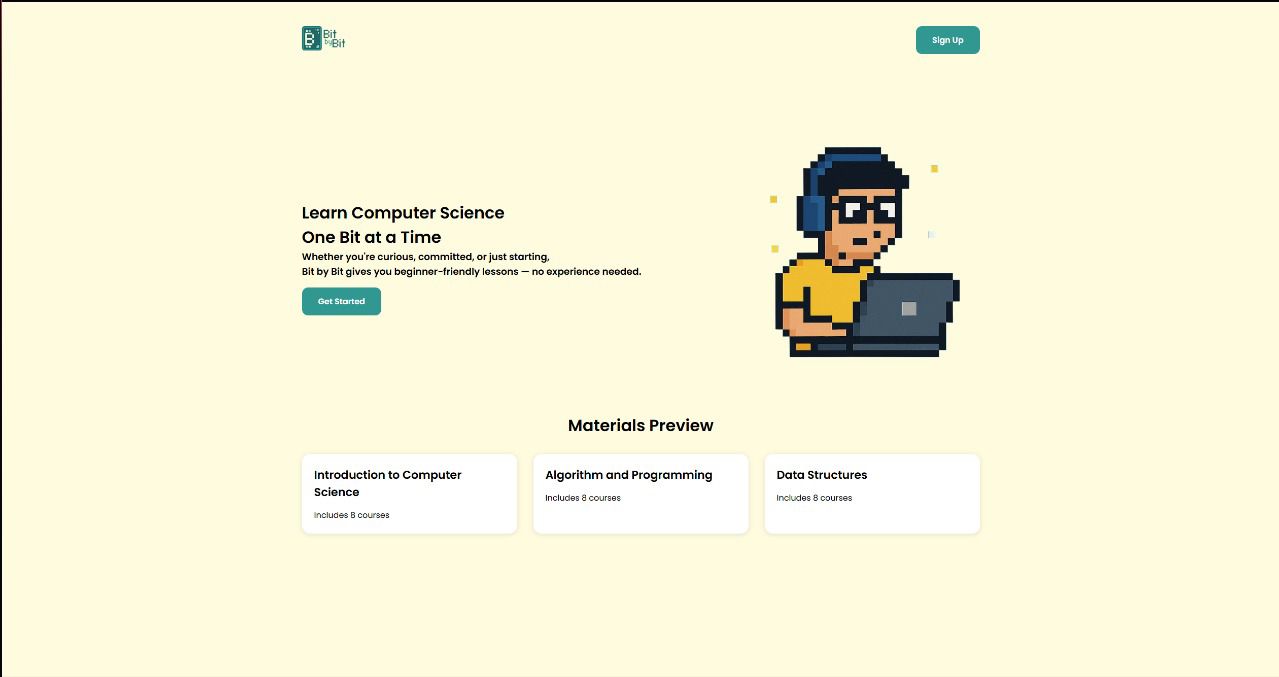 B Bit
by Bit
Sign Up
Learn Computer Science
One Bit at a Time
Whether you're curious, committed, or just starting,
Bit by Bit gives you beginner-friendly lessons — no experience needed.
Get Started
Materials Preview
Introduction to Computer
Science
Includes 8 courses
Algorithm and Programming
Includes 8 courses
Data Structures
Includes 8 courses